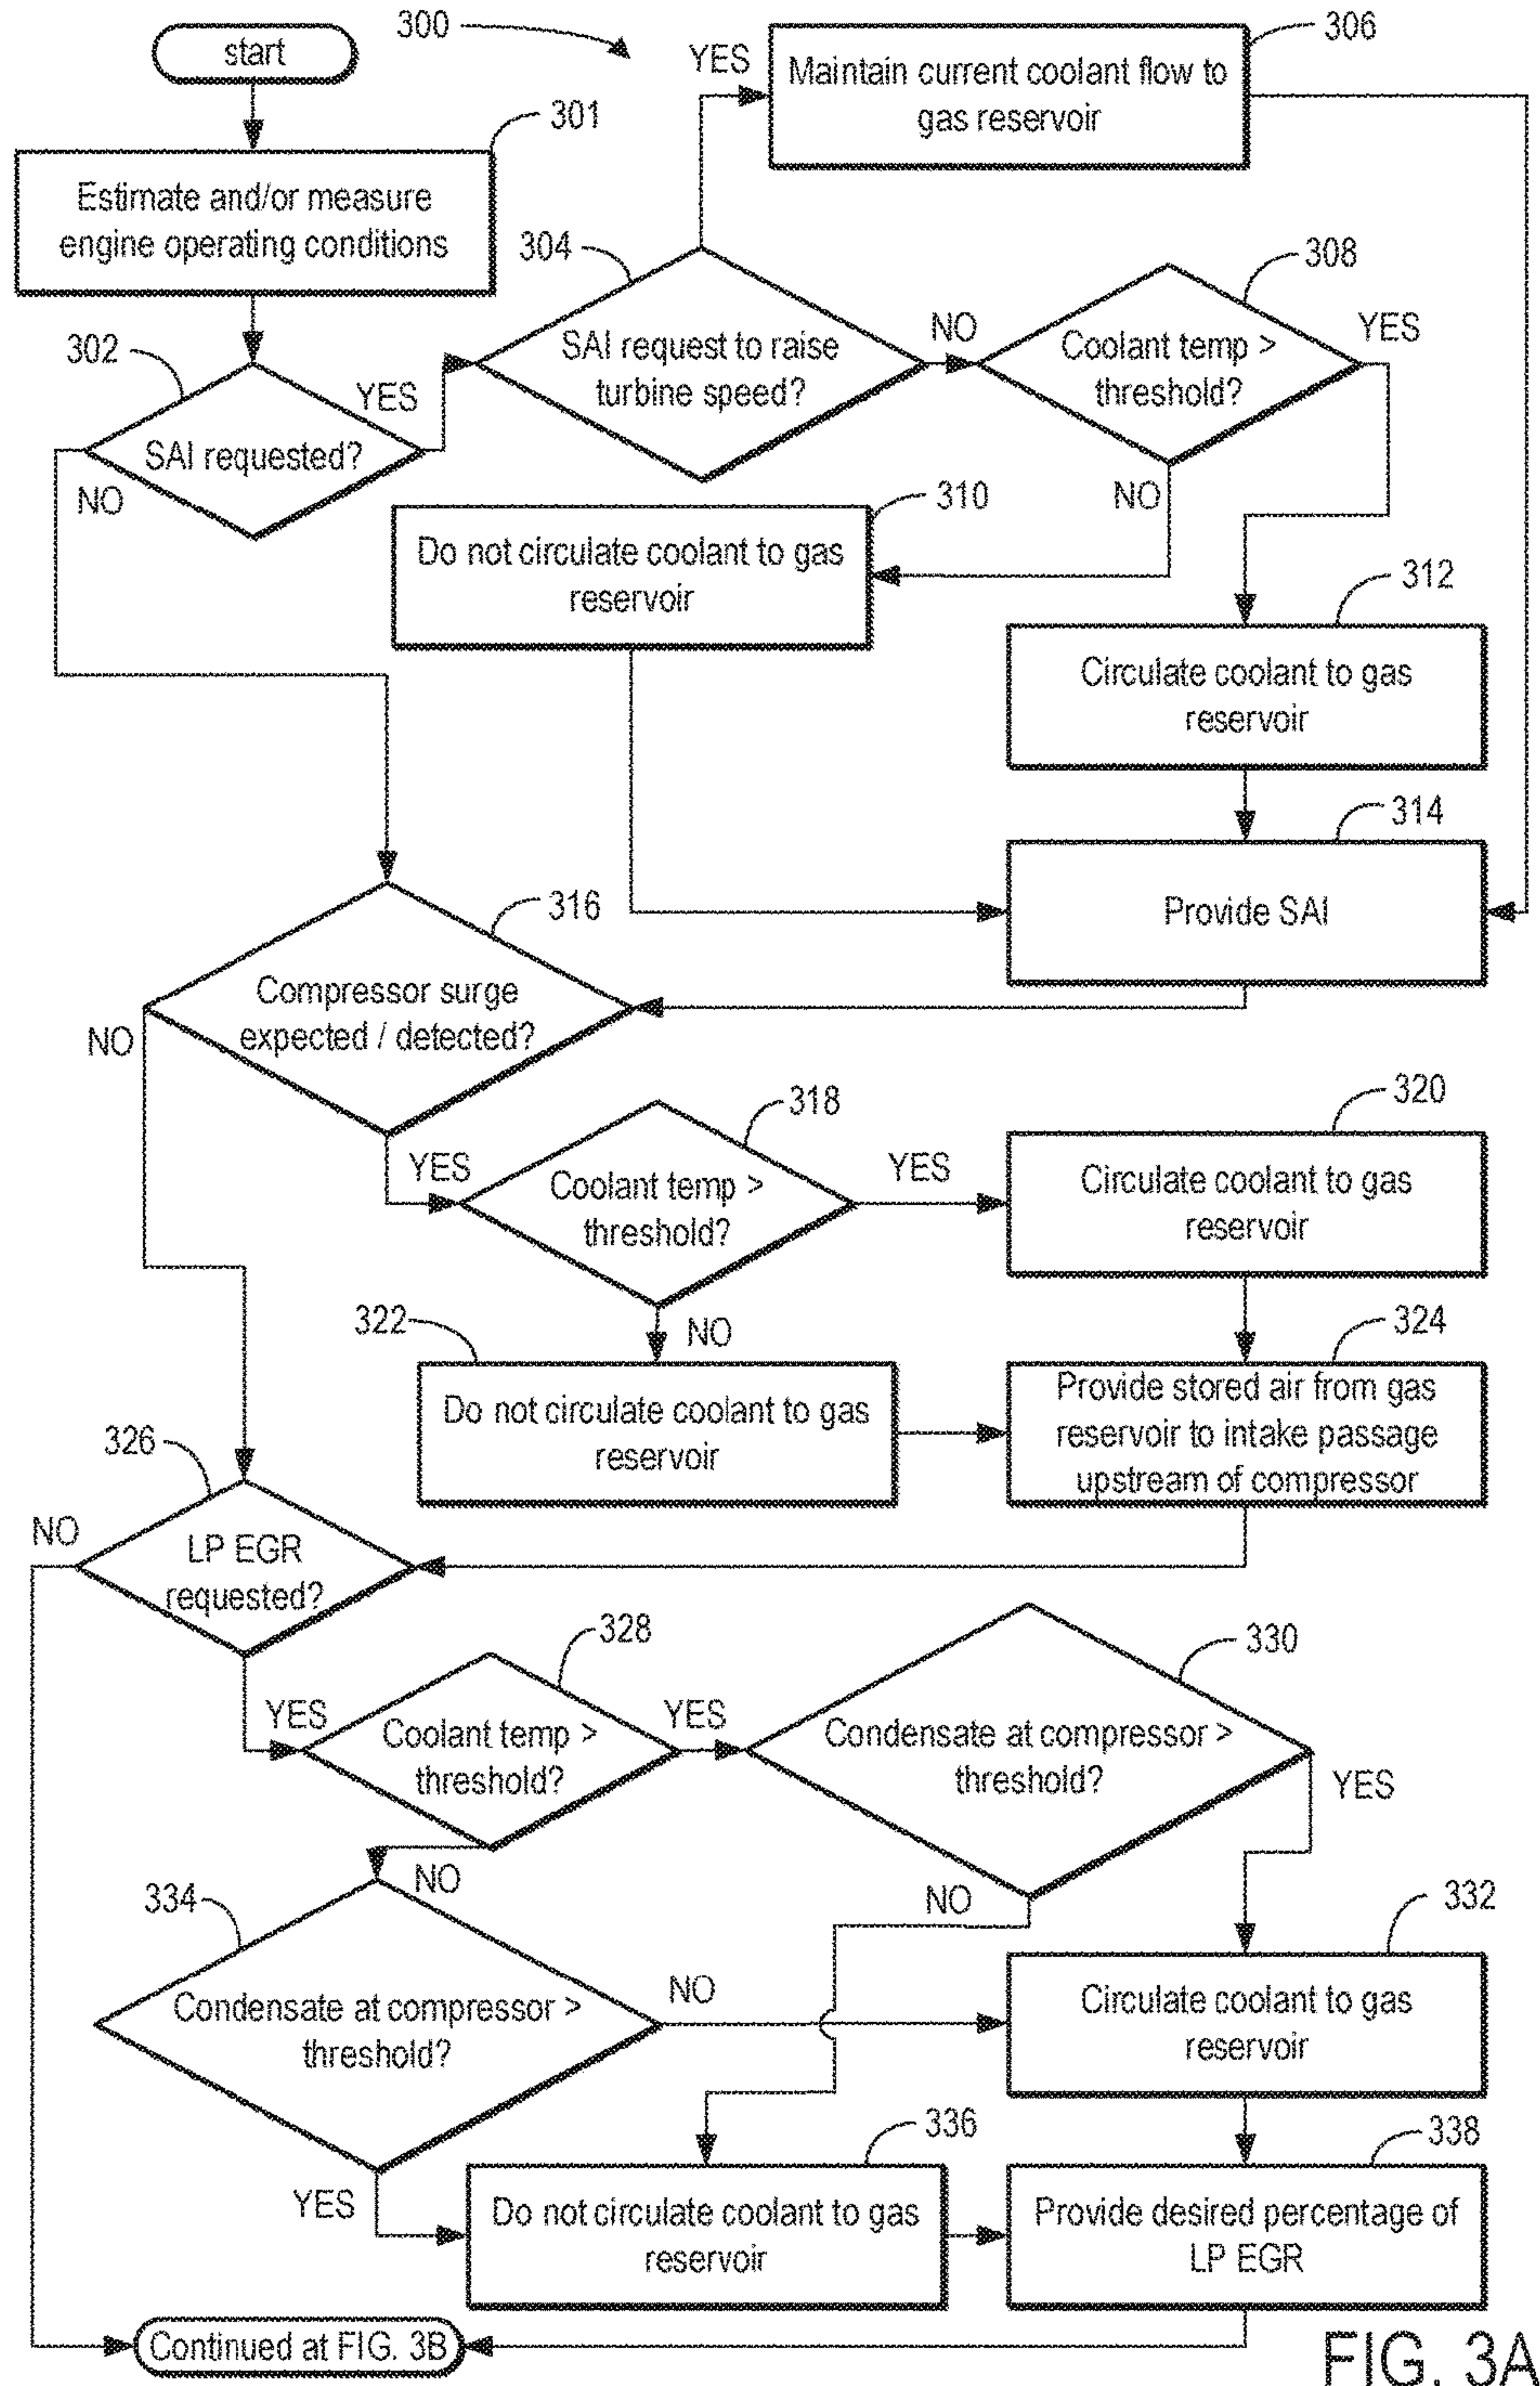 300
start
YES
Maintain current coolant flow to
gas reservoir
306
301
Estimate and/or measure
engine operating conditions
304
SAI request to raise
turbine speed?
NO
308
Coolant temp >
threshold?
YES
NO
302
SAI requested?
YES
NO
310
Do not circulate coolant to gas
reservoir
312
Circulate coolant to gas
reservoir
314
Provide SAI
316
Compressor surge
expected / detected?
NO
YES
318
Coolant temp >
threshold?
YES
NO
320
Circulate coolant to gas
reservoir
322
Do not circulate coolant to gas
reservoir
324
Provide stored air from gas
reservoir to intake passage
upstream of compressor
326
LP EGR
requested?
NO
YES
328
Coolant temp >
threshold?
YES
NO
330
Condensate at compressor >
threshold?
YES
NO
332
Circulate coolant to gas
reservoir
334
Condensate at compressor >
threshold?
NO
YES
336
Do not circulate coolant to gas
reservoir
338
Provide desired percentage of
LP EGR
Continued at FIG. 3B
FIG. 3A